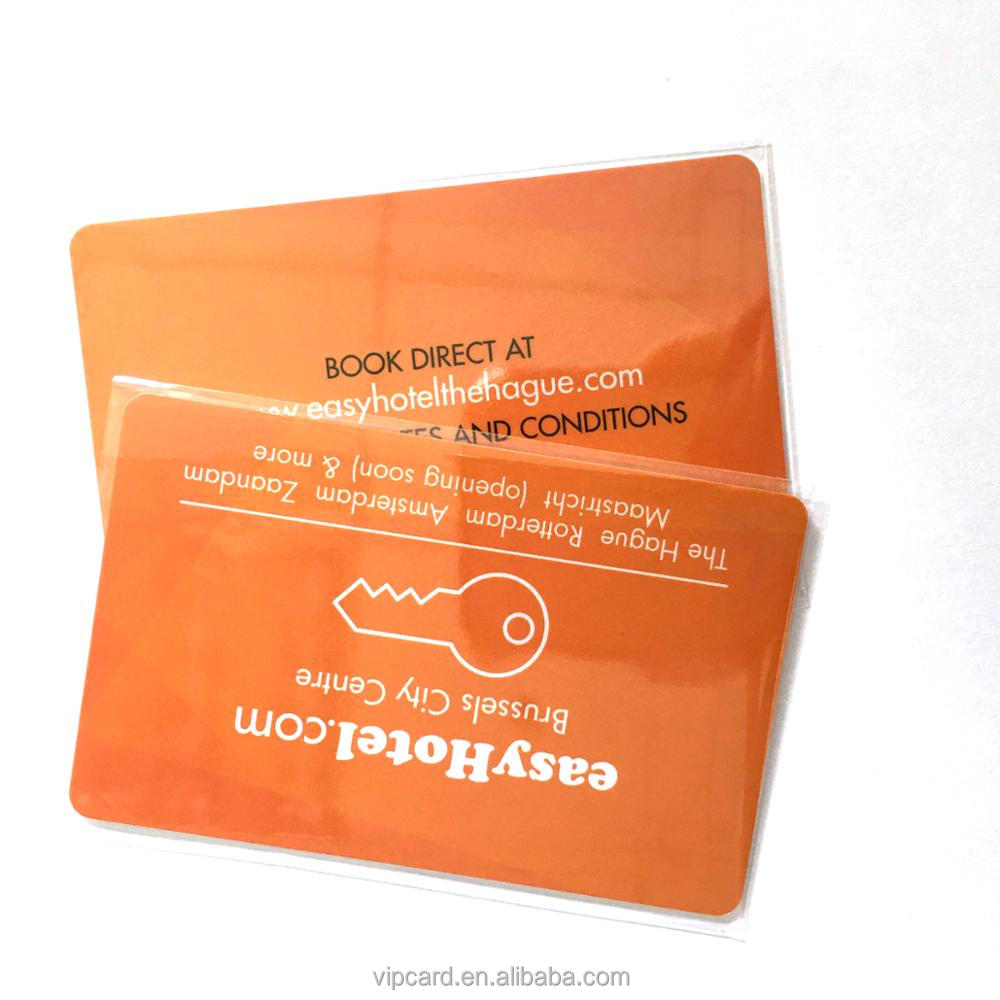 BOOK DIRECT AT
easyhotelthehague.com
AND CONDITIONS
easyHotel.com
Brussels City Centre
The Hague Rotterdam Amsterdam Zaandam
Maastricht (opening soon) & more
vipcard.en.alibaba.com